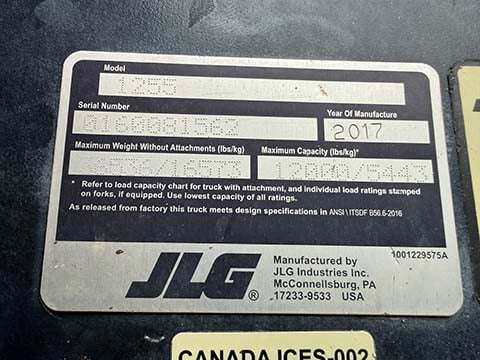 Model
1255
Serial Number
Year Of Manufacture
0160081562
2017
Maximum Weight Without Attachments (lbs/kg)
Maximum Capacity (lbs/kg)*
12000/5443
* Refer to load capacity chart for truck with attachment, and individual load ratings stamped
on forks, if equipped. Use lowest capacity of all ratings.
As released from factory this truck meets design specifications in ANSI \ ITSDF B56.6-2016
JLG ®
Manufactured by
JLG Industries Inc.
McConnellsburg, PA
17233-9533 USA
1001229575A
CANADA ICES-002